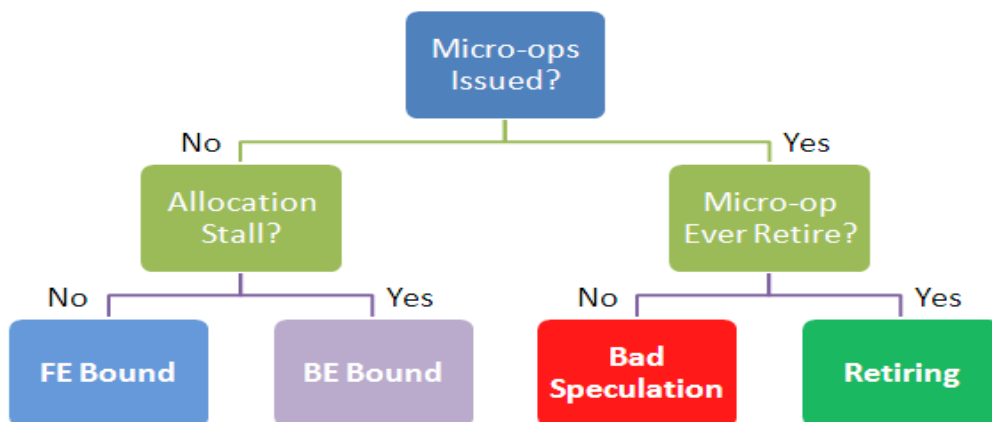 Micro-ops
Issued?
No
Yes
Allocation
Stall?
Micro-op
Ever Retire?
No
Yes
No
Yes
FE Bound
BE Bound
Bad
Speculation
Retiring